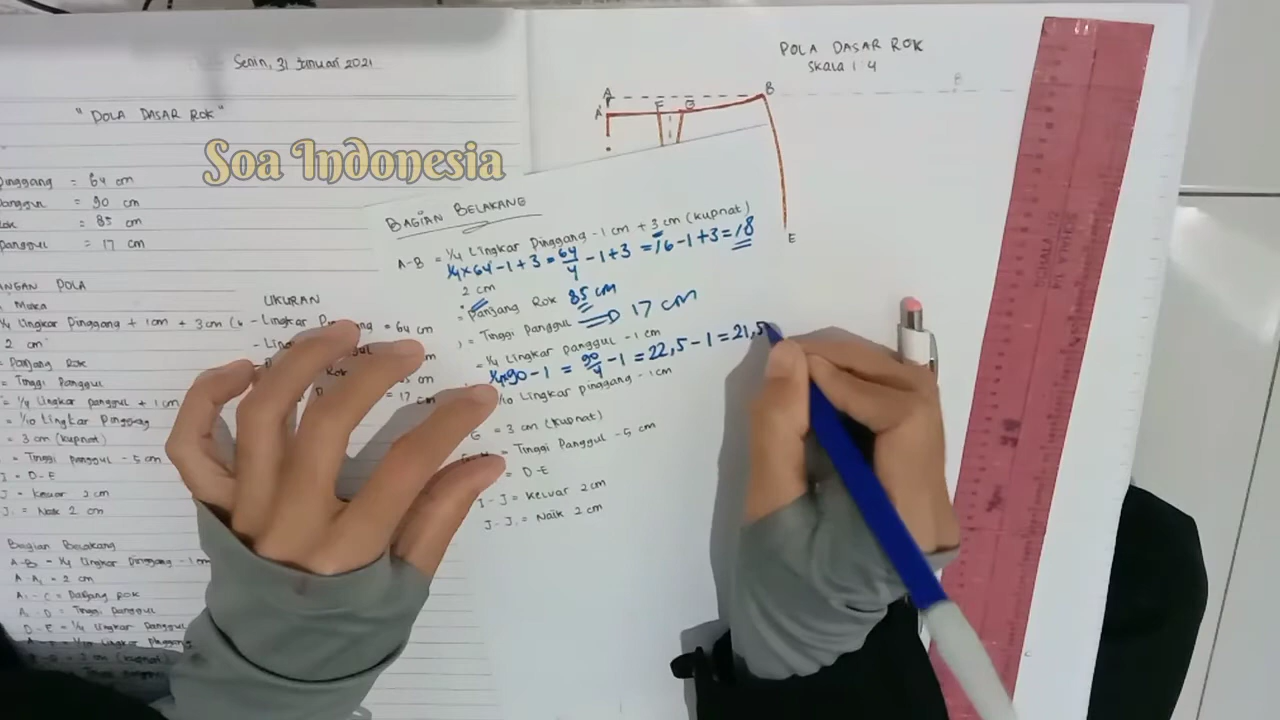 Senin, 31 Januari 2021
"POLA DASAR ROK"
Pinggang = 64 cm
= 90 cm
= 85 cm
panggul = 17 cm
POLA
Muka
¼ Lingkar Pinggang + 1 cm + 3 cm
2 cm
= Panjang Rok
= Tinggi Panggul
= ¼ Lingkar Panggul + 1 cm
= 1/10 Lingkar Pinggang
= 3 cm (kupnat)
= Tinggi Panggul - 5 cm
= D-E
= Keluar 2 cm
= Naik 2 cm
UKURAN
- Lingkar = 64 cm
cm
cm
= 17 cm
Bagian Belakang
A-B = ¼ Lingkar Pinggang - 1 cm
A-A₁ = 2 cm
A₁-C = Panjang Rok
A-D = Tinggi Panggul
D-E = ¼ Lingkar Panggul
= 3 cm (kupnat)
Soa Indonesia
BAGIAN BELAKANG
A-B = ¼ Lingkar Pinggang - 1 cm + 3 cm (kupnat)
¼×64-1+3=64/4-1+3=16-1+3=18
2 cm
= Panjang Rok 85 cm
= Tinggi Panggul 17 cm
= ¼ Lingkar Panggul - 1 cm
¼×90-1=90/4-1=22,5-1=21,5
1/10 Lingkar Pinggang - 1 cm
G = 3 cm (kupnat)
= Tinggi Panggul - 5 cm
= D-E
I-J = Keluar 2 cm
J-J₁ = Naik 2 cm
POLA DASAR ROK
Skala 1:4
A B
A' F G
E
B